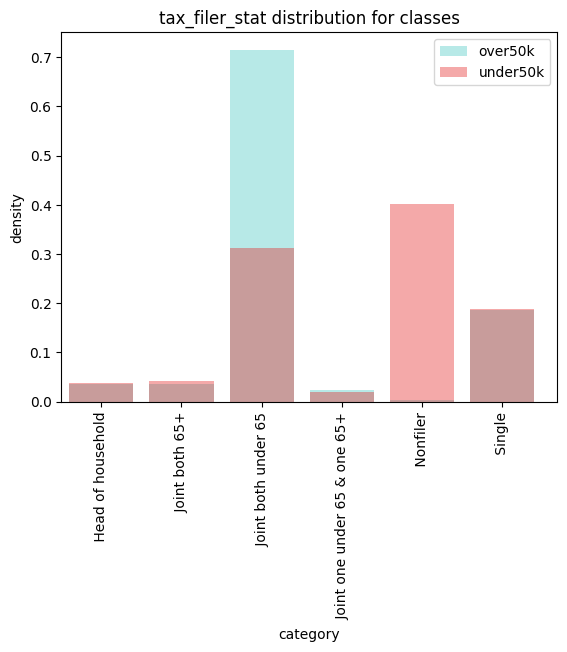 tax_filer_stat distribution for classes
over50k
under50k
density
0.7
0.6
0.5
0.4
0.3
0.2
0.1
0.0
Head of household
Joint both 65+
Joint both under 65
Joint one under 65 & one 65+
Nonfiler
Single
category